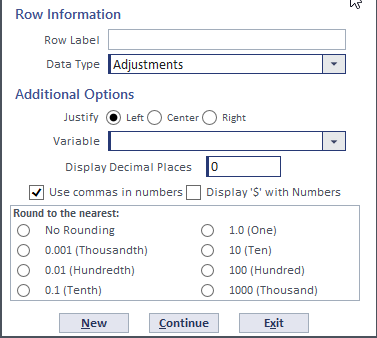 Row Information
Row Label
Data Type Adjustments
Additional Options
Justify Left Center Right
Variable
Display Decimal Places 0
Use commas in numbers Display '$' with Numbers
Round to the nearest:
No Rounding 1.0 (One)
0.001 (Thousandth) 10 (Ten)
0.01 (Hundredth) 100 (Hundred)
0.1 (Tenth) 1000 (Thousand)
New Continue Exit